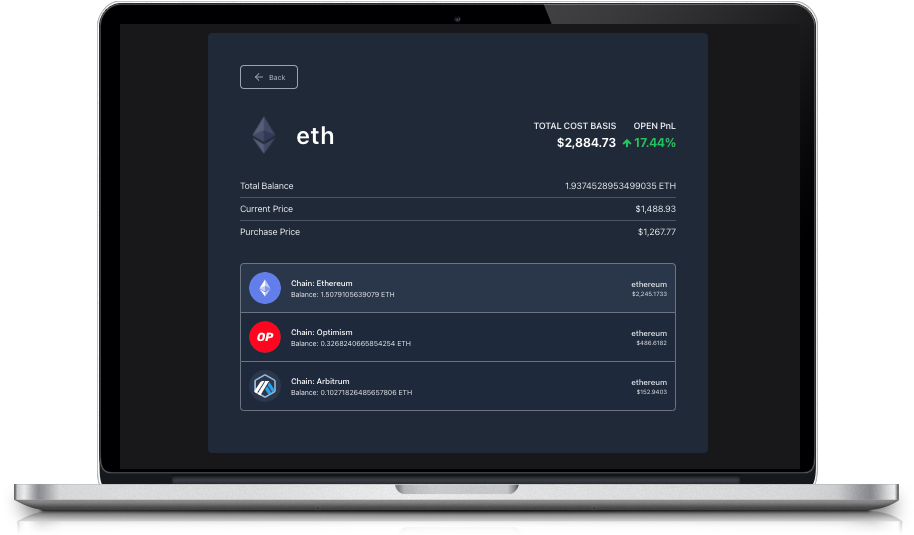 Back
eth
TOTAL COST BASIS OPEN PnL
$2,884.73 17.44%
Total Balance 1.9374528953499035 ETH
Current Price $1,488.93
Purchase Price $1,267.77
Chain: Ethereum ethereum
Balance: 1.5079105639079 ETH $2,245.1733
OP
Chain: Optimism ethereum
Balance: 0.3268240665854254 ETH $486.6182
Chain: Arbitrum ethereum
Balance: 0.10271826485657806 ETH $152.9403